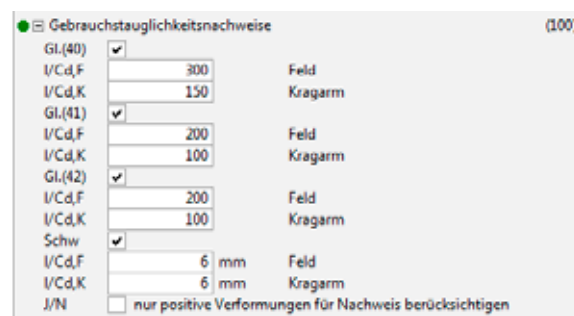 Gebrauchstauglichkeitsnachweise (100)
Gl.(40)
l/Cd,F 300 Feld
l/Cd,K 150 Kragarm
Gl.(41)
l/Cd,F 200 Feld
l/Cd,K 100 Kragarm
Gl.(42)
l/Cd,F 200 Feld
l/Cd,K 100 Kragarm
Schw
l/Cd,F 6 mm Feld
l/Cd,K 6 mm Kragarm
J/N nur positive Verformungen für Nachweis berücksichtigen